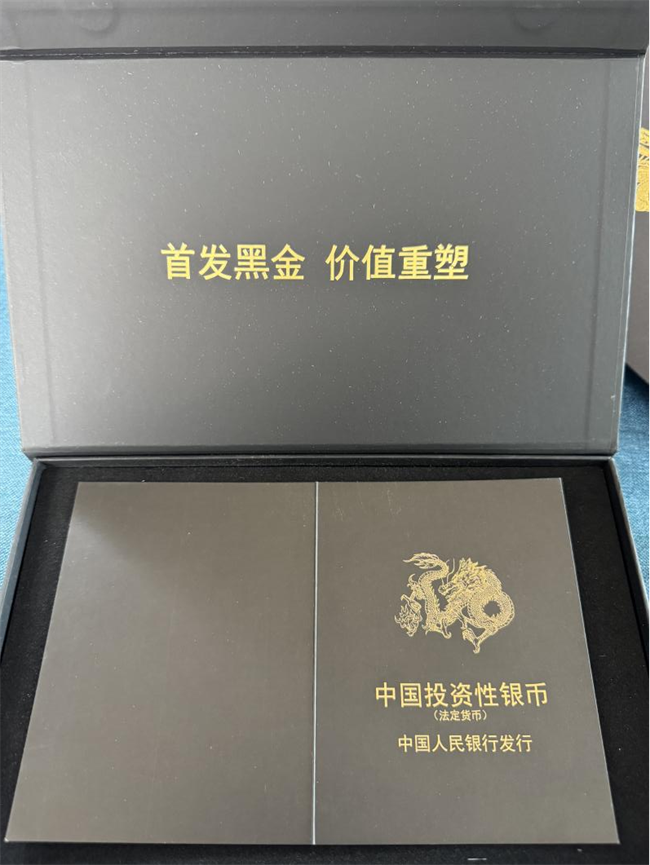 首发黑金 价值重塑
中国投资性银币
（法定货币）
中国人民银行发行